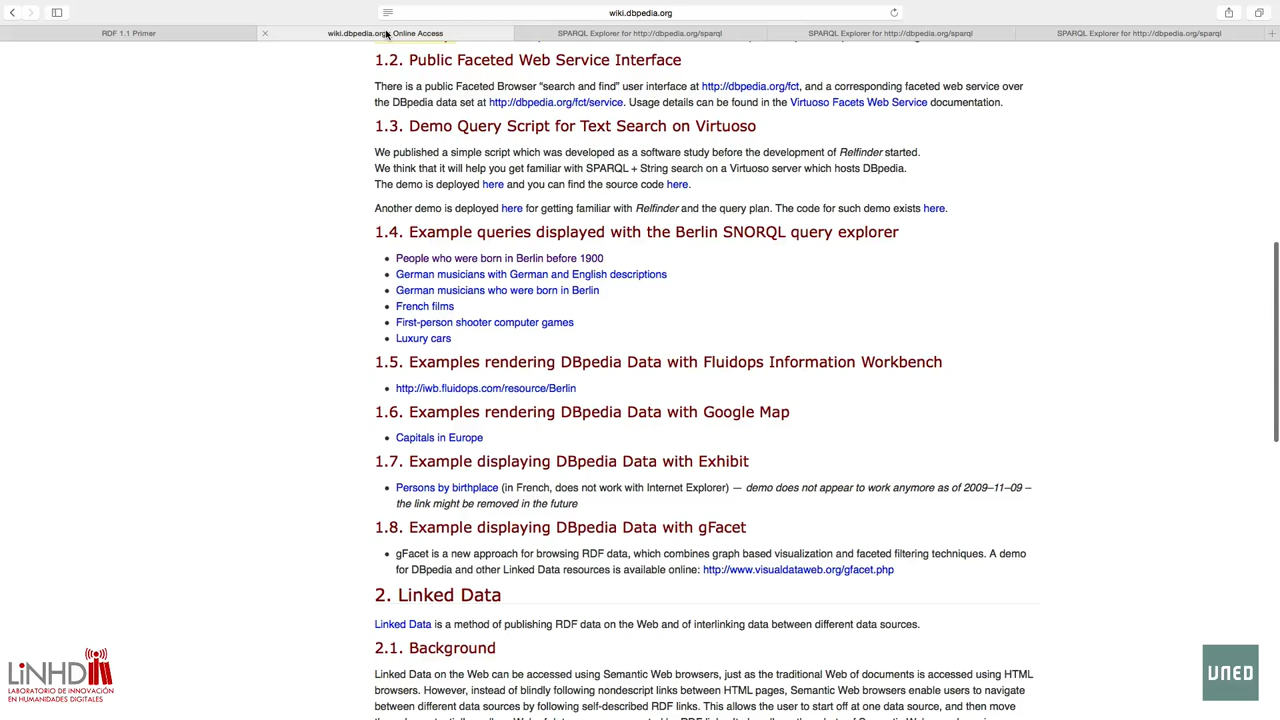 wiki.dbpedia.org
RDF 1.1 Primer
wiki.dbpedia.org : Online Access
SPARQL Explorer for http://dbpedia.org/sparql
SPARQL Explorer for http://dbpedia.org/sparql
SPARQL Explorer for http://dbpedia.org/sparql
1.2. Public Faceted Web Service Interface
There is a public Faceted Browser “search and find” user interface at http://dbpedia.org/fct, and a corresponding faceted web service over
the DBpedia data set at http://dbpedia.org/fct/service. Usage details can be found in the Virtuoso Facets Web Service documentation.
1.3. Demo Query Script for Text Search on Virtuoso
We published a simple script which was developed as a software study before the development of Relfinder started.
We think that it will help you get familiar with SPARQL + String search on a Virtuoso server which hosts DBpedia.
The demo is deployed here and you can find the source code here.
Another demo is deployed here for getting familiar with Relfinder and the query plan. The code for such demo exists here.
1.4. Example queries displayed with the Berlin SNORQL query explorer
• People who were born in Berlin before 1900
• German musicians with German and English descriptions
• German musicians who were born in Berlin
• French films
• First-person shooter computer games
• Luxury cars
1.5. Examples rendering DBpedia Data with Fluidops Information Workbench
• http://iwb.fluidops.com/resource/Berlin
1.6. Examples rendering DBpedia Data with Google Map
• Capitals in Europe
1.7. Example displaying DBpedia Data with Exhibit
• Persons by birthplace (in French, does not work with Internet Explorer) — demo does not appear to work anymore as of 2009–11–09 –
the link might be removed in the future
1.8. Example displaying DBpedia Data with gFacet
• gFacet is a new approach for browsing RDF data, which combines graph based visualization and faceted filtering techniques. A demo
for DBpedia and other Linked Data resources is available online: http://www.visualdataweb.org/gfacet.php
2. Linked Data
Linked Data is a method of publishing RDF data on the Web and of interlinking data between different data sources.
2.1. Background
Linked Data on the Web can be accessed using Semantic Web browsers, just as the traditional Web of documents is accessed using HTML
browsers. However, instead of blindly following nondescript links between HTML pages, Semantic Web browsers enable users to navigate
between different data sources by following self-described RDF links. This allows the user to start off at one data source, and then move
LiNHD
LABORATORIO DE INNOVACIÓN
EN HUMANIDADES DIGITALES
UNED